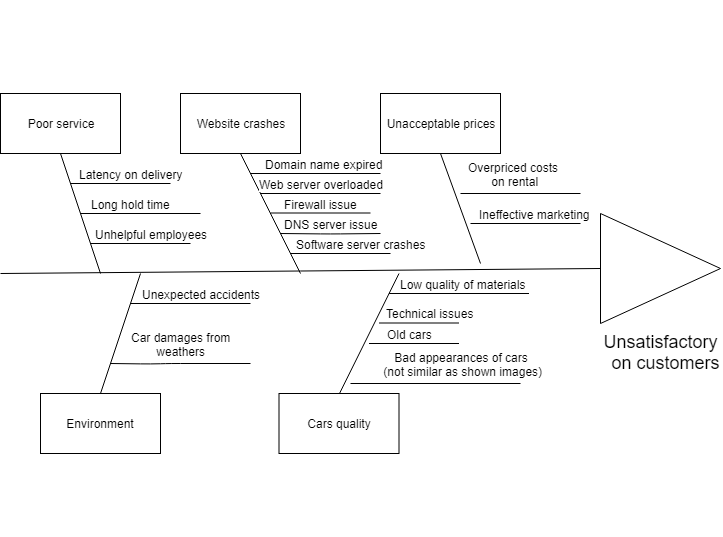 Poor service
Website crashes
Unacceptable prices
Latency on delivery
Long hold time
Unhelpful employees
Domain name expired
Web server overloaded
Firewall issue
DNS server issue
Software server crashes
Overpriced costs
on rental
Ineffective marketing
Unexpected accidents
Car damages from
weathers
Low quality of materials
Technical issues
Old cars
Bad appearances of cars
(not similar as shown images)
Unsatisfactory
on customers
Environment
Cars quality